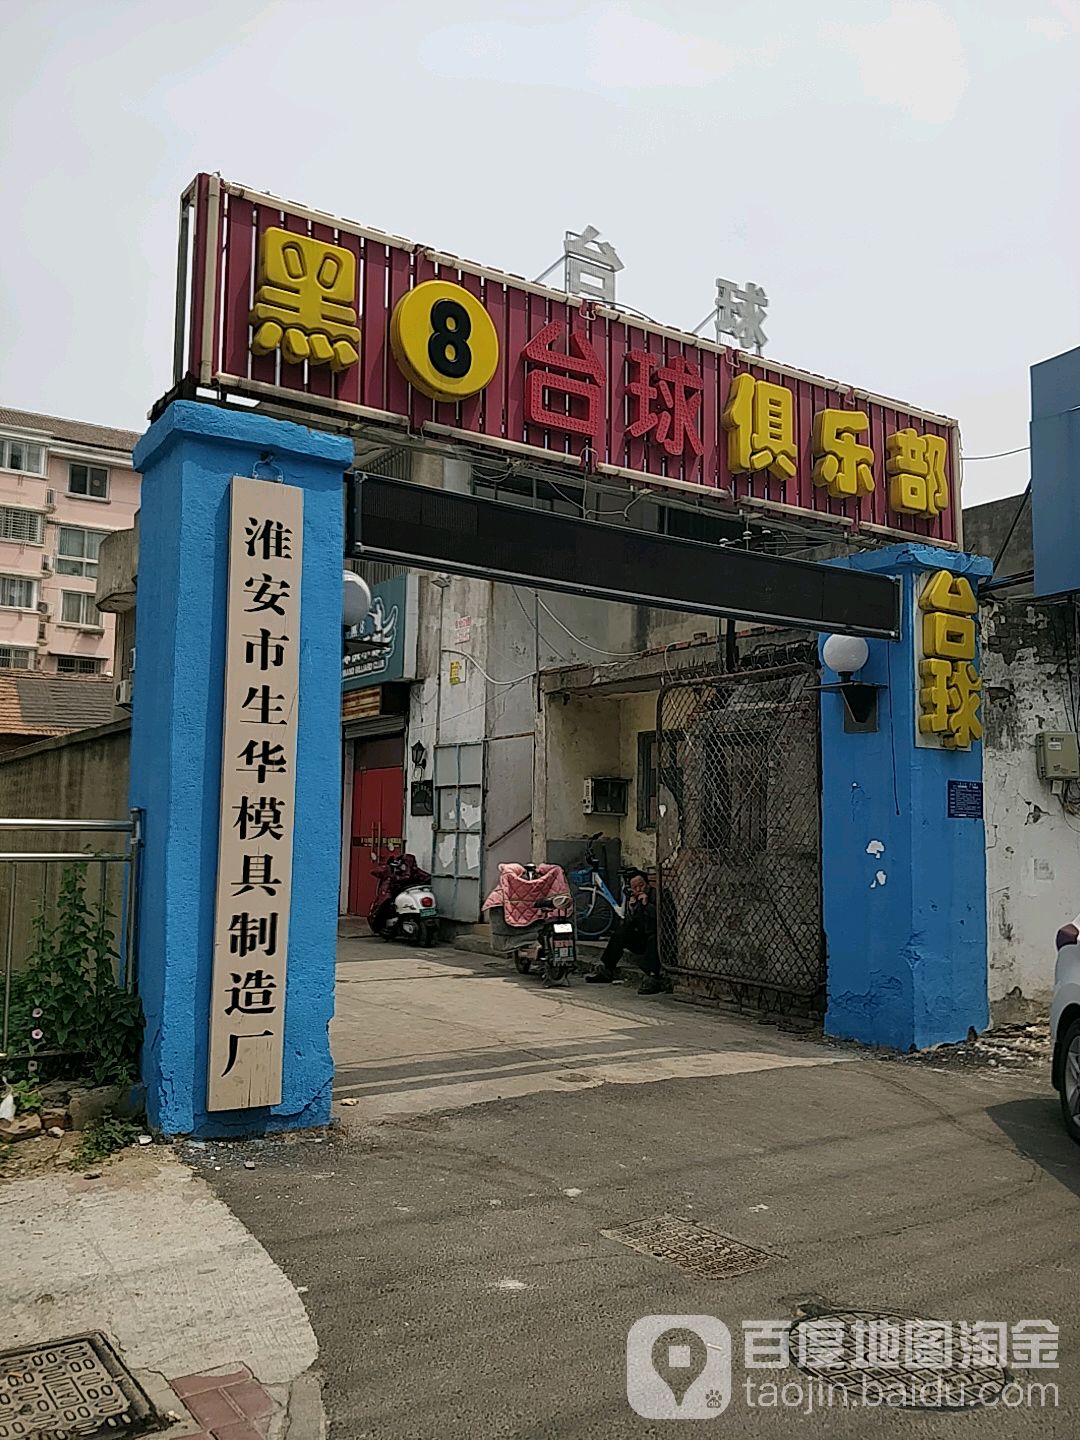 台球
黑8台球俱乐部
淮安市生华模具制造厂
台球
百度地图淘金
taojin.baidu.com